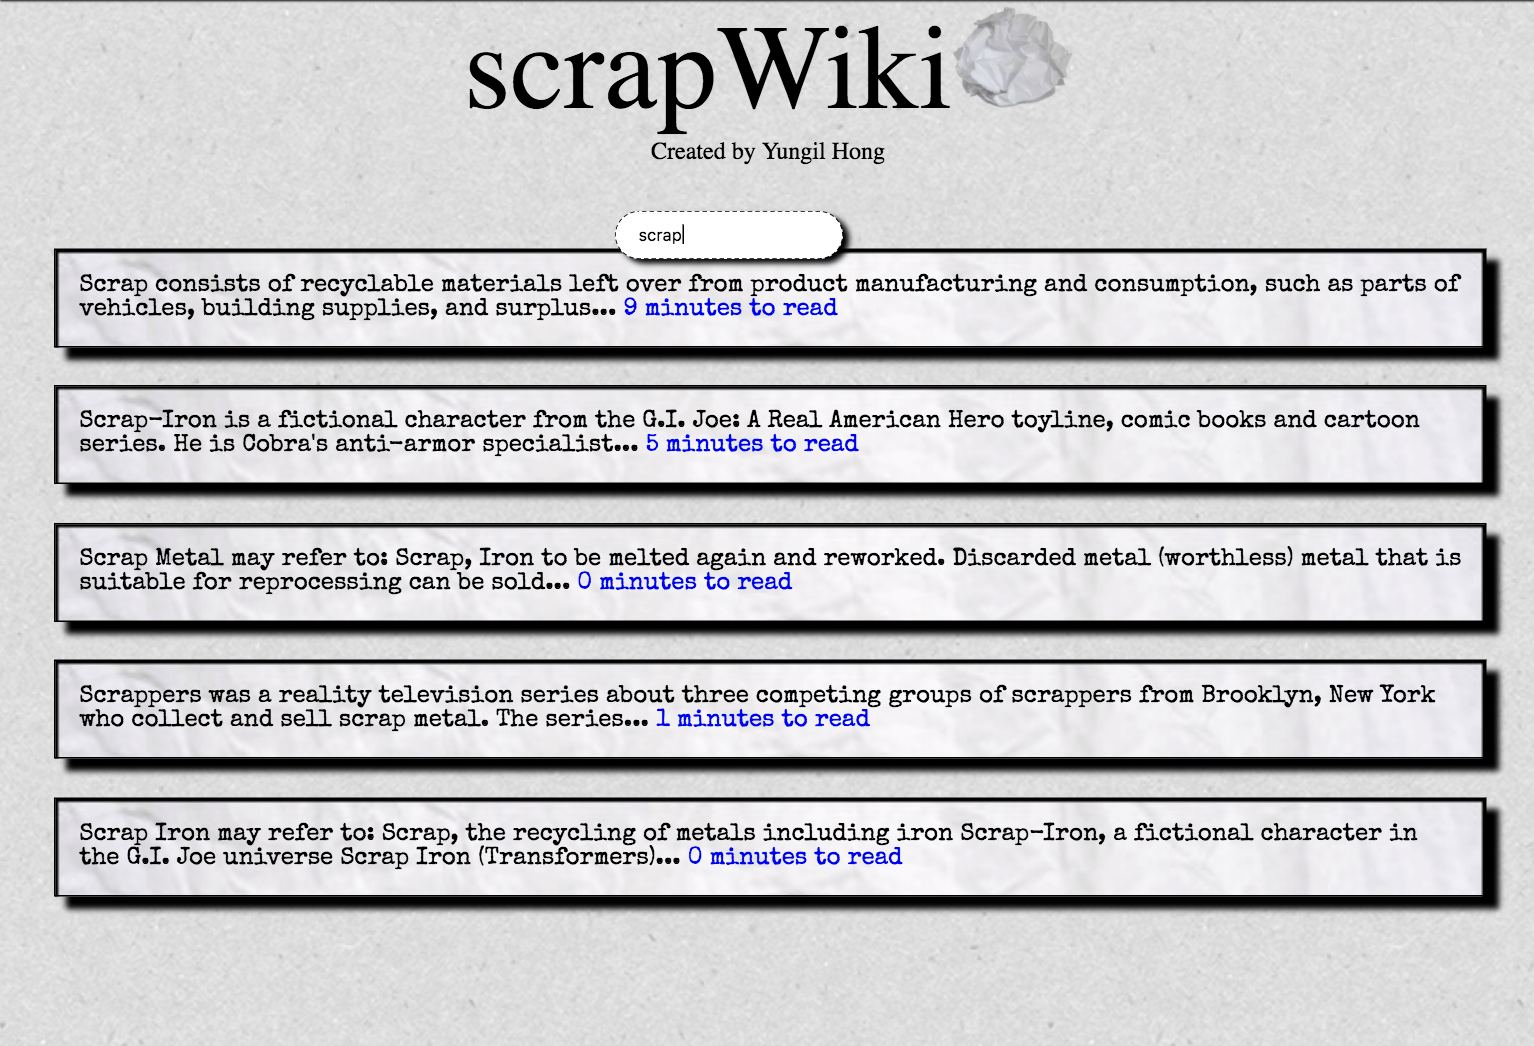 scrapWiki
Created by Yungil Hong
scrap
Scrap consists of recyclable materials left over from product manufacturing and consumption, such as parts of
vehicles, building supplies, and surplus... 9 minutes to read
Scrap-Iron is a fictional character from the G.I. Joe: A Real American Hero toyline, comic books and cartoon
series. He is Cobra's anti-armor specialist... 5 minutes to read
Scrap Metal may refer to: Scrap, Iron to be melted again and reworked. Discarded metal (worthless) metal that is
suitable for reprocessing can be sold... 0 minutes to read
Scrappers was a reality television series about three competing groups of scrappers from Brooklyn, New York
who collect and sell scrap metal. The series... 1 minutes to read
Scrap Iron may refer to: Scrap, the recycling of metals including iron Scrap-Iron, a fictional character in
the G.I. Joe universe Scrap Iron (Transformers)... 0 minutes to read